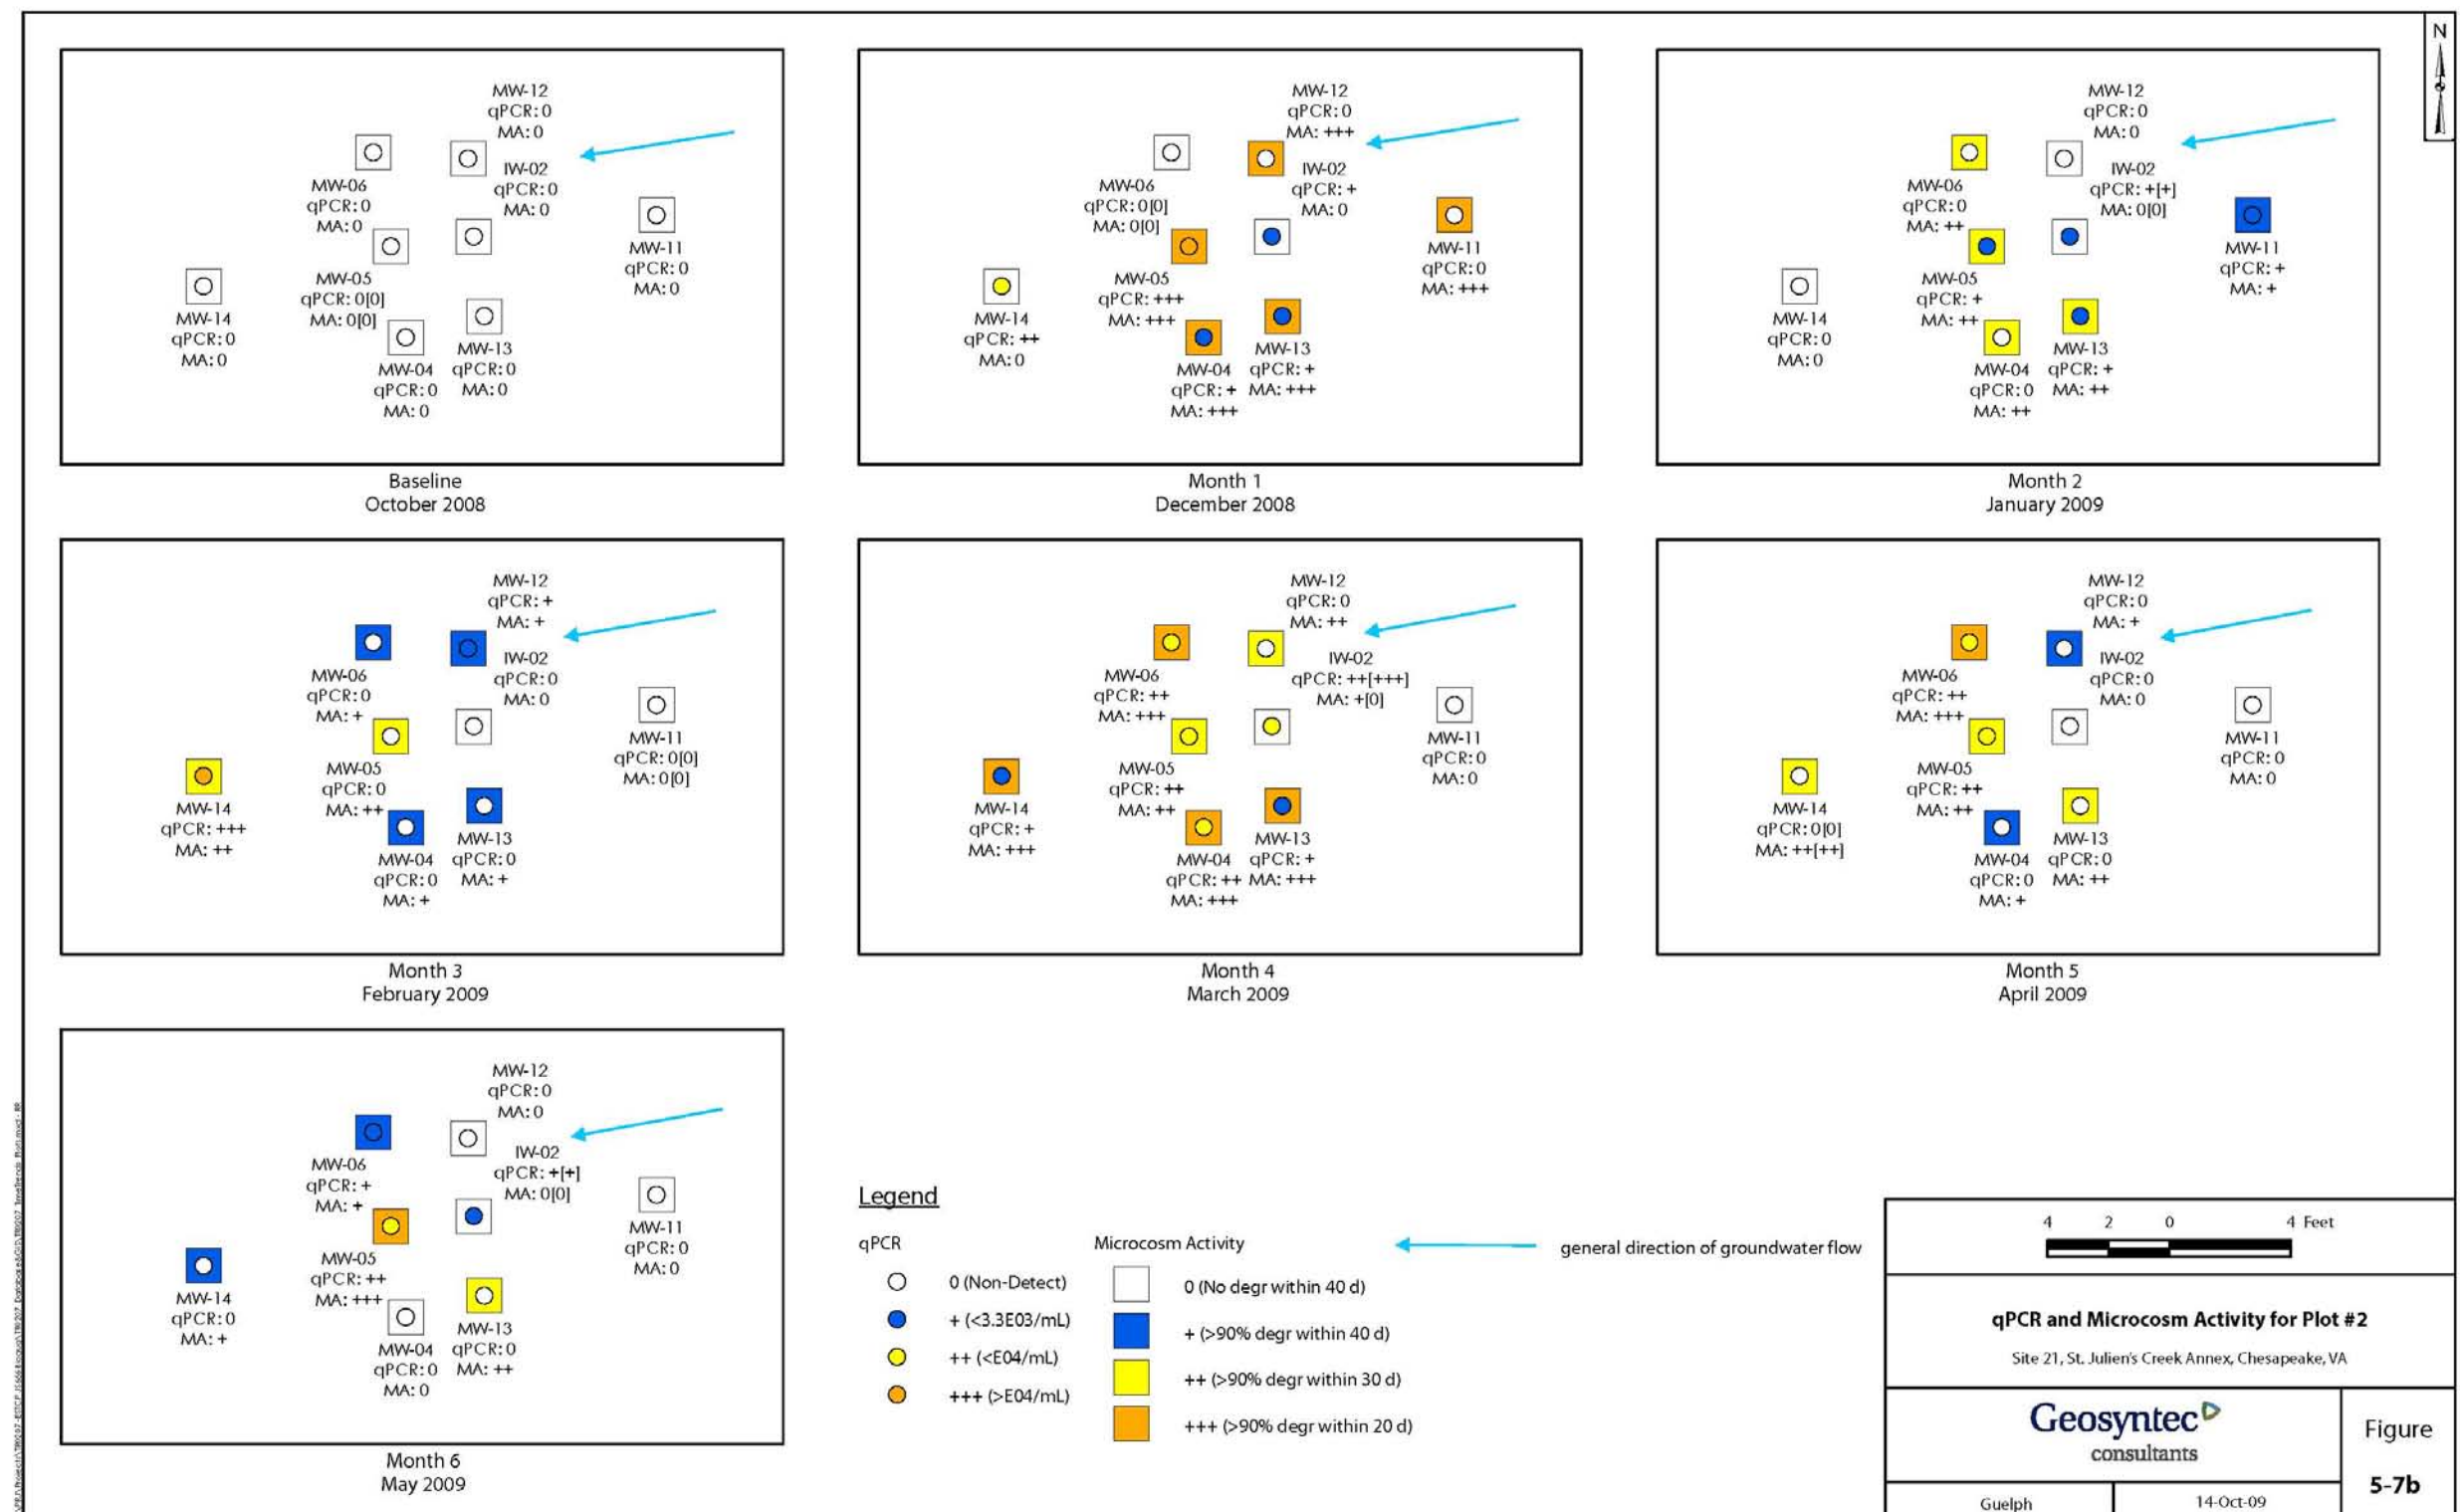 N
MW-12
qPCR: 0
MA: 0
IW-02
qPCR: 0
MA: 0
MW-06
qPCR: 0
MA: 0
MW-11
qPCR: 0
MA: 0
MW-05
qPCR: 0[0]
MA: 0[0]
MW-14
qPCR: 0
MA: 0
MW-13
qPCR: 0
MA: 0
MW-04
qPCR: 0
MA: 0
Baseline
October 2008
MW-12
qPCR: 0
MA: +++
IW-02
qPCR: +
MA: 0
MW-06
qPCR: 0[0]
MA: 0[0]
MW-11
qPCR: 0
MA: +++
MW-05
qPCR: +++
MA: +++
MW-14
qPCR: ++
MA: 0
MW-13
qPCR: +
MA: +++
MW-04
qPCR: +
MA: +++
Month 1
December 2008
MW-12
qPCR: 0
MA: 0
IW-02
qPCR: +[+]
MA: 0[0]
MW-06
qPCR: 0
MA: ++
MW-11
qPCR: +
MA: +
MW-05
qPCR: +
MA: ++
MW-14
qPCR: 0
MA: 0
MW-13
qPCR: +
MA: ++
MW-04
qPCR: 0
MA: ++
Month 2
January 2009
MW-12
qPCR: +
MA: +
IW-02
qPCR: 0
MA: 0
MW-06
qPCR: 0
MA: +
MW-11
qPCR: 0[0]
MA: 0[0]
MW-05
qPCR: 0
MA: ++
MW-14
qPCR: +++
MA: ++
MW-13
qPCR: 0
MA: +
MW-04
qPCR: 0
MA: +
Month 3
February 2009
MW-12
qPCR: 0
MA: ++
IW-02
qPCR: ++[+++]
MA: +[0]
MW-06
qPCR: ++
MA: +++
MW-11
qPCR: 0
MA: 0
MW-05
qPCR: ++
MA: ++
MW-14
qPCR: +
MA: +++
MW-13
qPCR: +
MA: +++
MW-04
qPCR: ++
MA: +++
Month 4
March 2009
MW-12
qPCR: 0
MA: +
IW-02
qPCR: 0
MA: 0
MW-06
qPCR: ++
MA: +++
MW-11
qPCR: 0
MA: 0
MW-05
qPCR: ++
MA: ++
MW-14
qPCR: 0[0]
MA: ++[++]
MW-13
qPCR: 0
MA: ++
MW-04
qPCR: 0
MA: +
Month 5
April 2009
MW-12
qPCR: 0
MA: 0
IW-02
qPCR: +[+]
MA: 0[0]
MW-06
qPCR: +
MA: +
MW-11
qPCR: 0
MA: 0
MW-05
qPCR: ++
MA: +++
MW-14
qPCR: 0
MA: +
MW-13
qPCR: 0
MA: ++
MW-04
qPCR: 0
MA: 0
Month 6
May 2009
Legend
qPCR
0 (Non-Detect)
+ (<3.3E03/mL)
++ (<E04/mL)
+++ (>E04/mL)
Microcosm Activity
0 (No degr within 40 d)
+ (>90% degr within 40 d)
++ (>90% degr within 30 d)
+++ (>90% degr within 20 d)
general direction of groundwater flow
4 2 0 4 Feet
qPCR and Microcosm Activity for Plot #2
Site 21, St. Julien's Creek Annex, Chesapeake, VA
Geosyntec
consultants
Figure
5-7b
Guelph
14-Oct-09